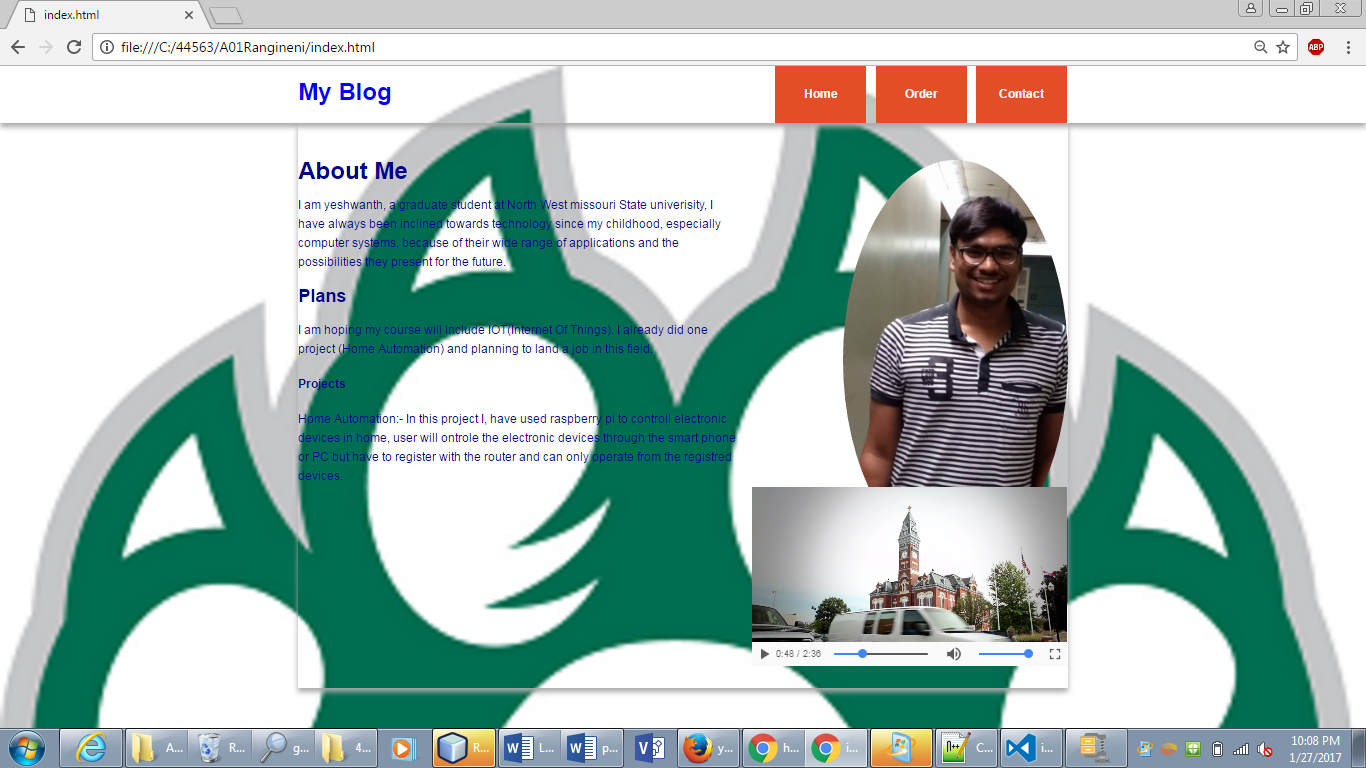 index.html
file:///C:/44563/A01Rangineni/index.html
ABP
My Blog
Home
Order
Contact
About Me
I am yeshwanth, a graduate student at North West missouri State univerisity, I
have always been inclined towards technology since my childhood, especially
computer systems, because of their wide range of applications and the
possibilities they present for the future.
Plans
I am hoping my course will include IOT(Internet Of Things). I already did one
project (Home Automation) and planning to land a job in this field.
Projects
Home Automation:- In this project I, have used raspberry pi to controll electronic
devices in home, user will ontrole the electronic devices through the smart phone
or PC but have to register with the router and can only operate from the registred
devices.
0:48 / 2:36
A...
R...
g...
4...
R...
L...
p...
y...
h...
i...
C...
i...
10:08 PM
1/27/2017